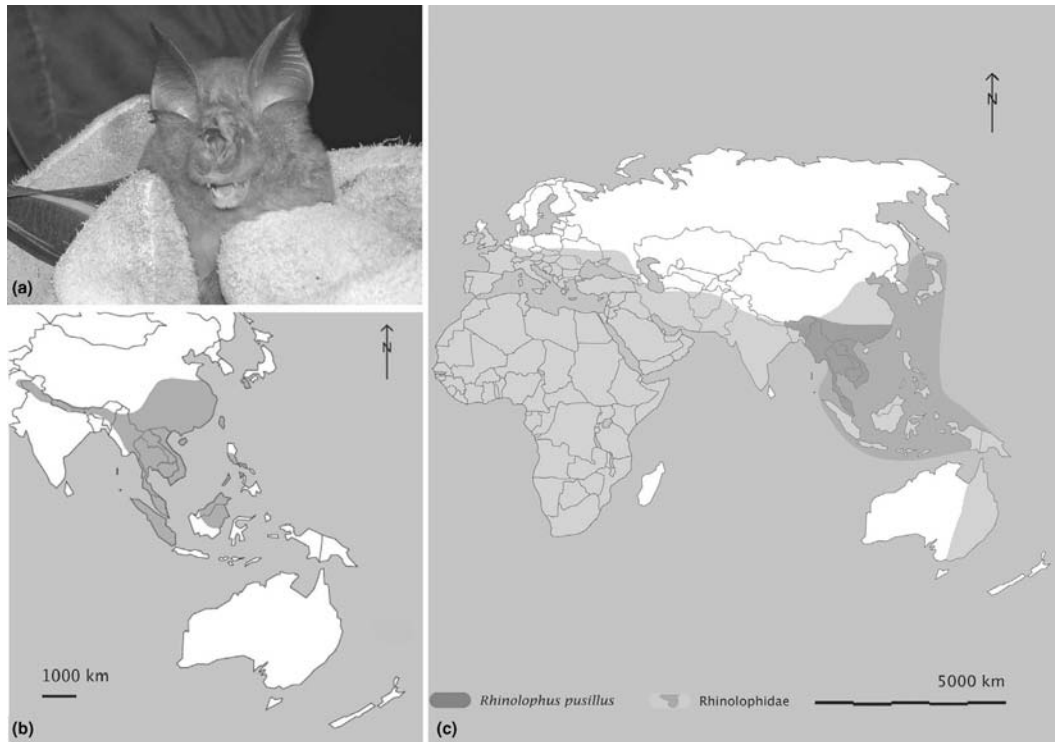 (a)
N
1000 km
(b)
N
5000 km
Rhinolophus pusillus
Rhinolophidae
(c)